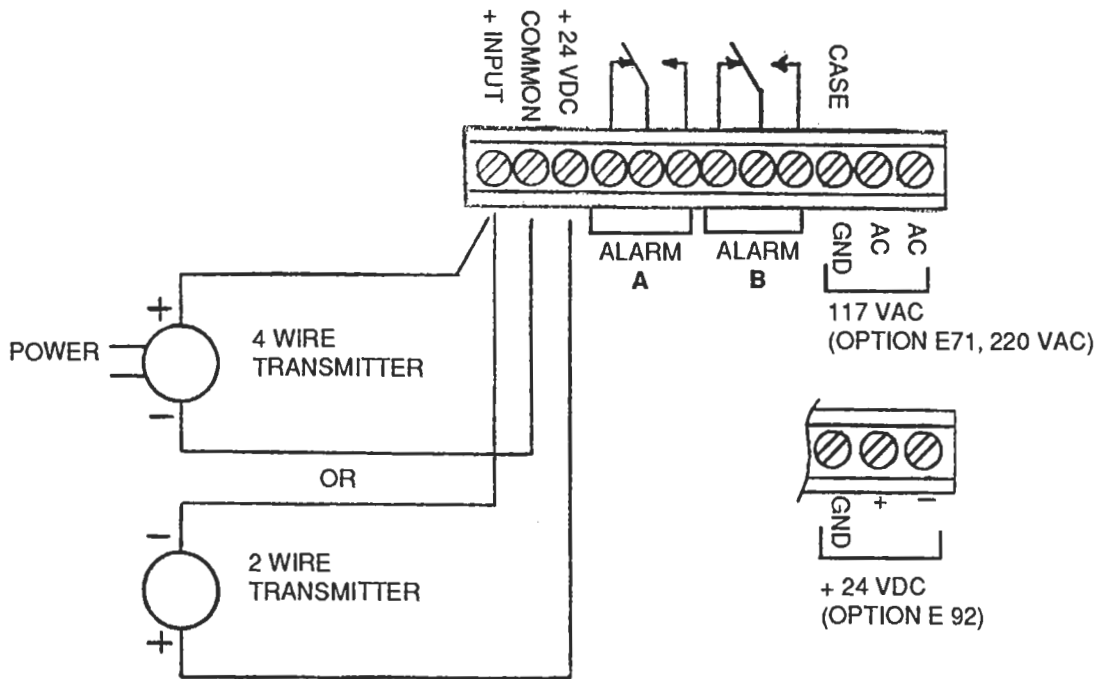 + INPUT
COMMON
+ 24 VDC
CASE
ALARM
A
ALARM
B
GND
AC
AC
117 VAC
(OPTION E71, 220 VAC)
+
POWER
4 WIRE
TRANSMITTER
−
OR
−
2 WIRE
TRANSMITTER
+
GND
+
−
+ 24 VDC
(OPTION E 92)